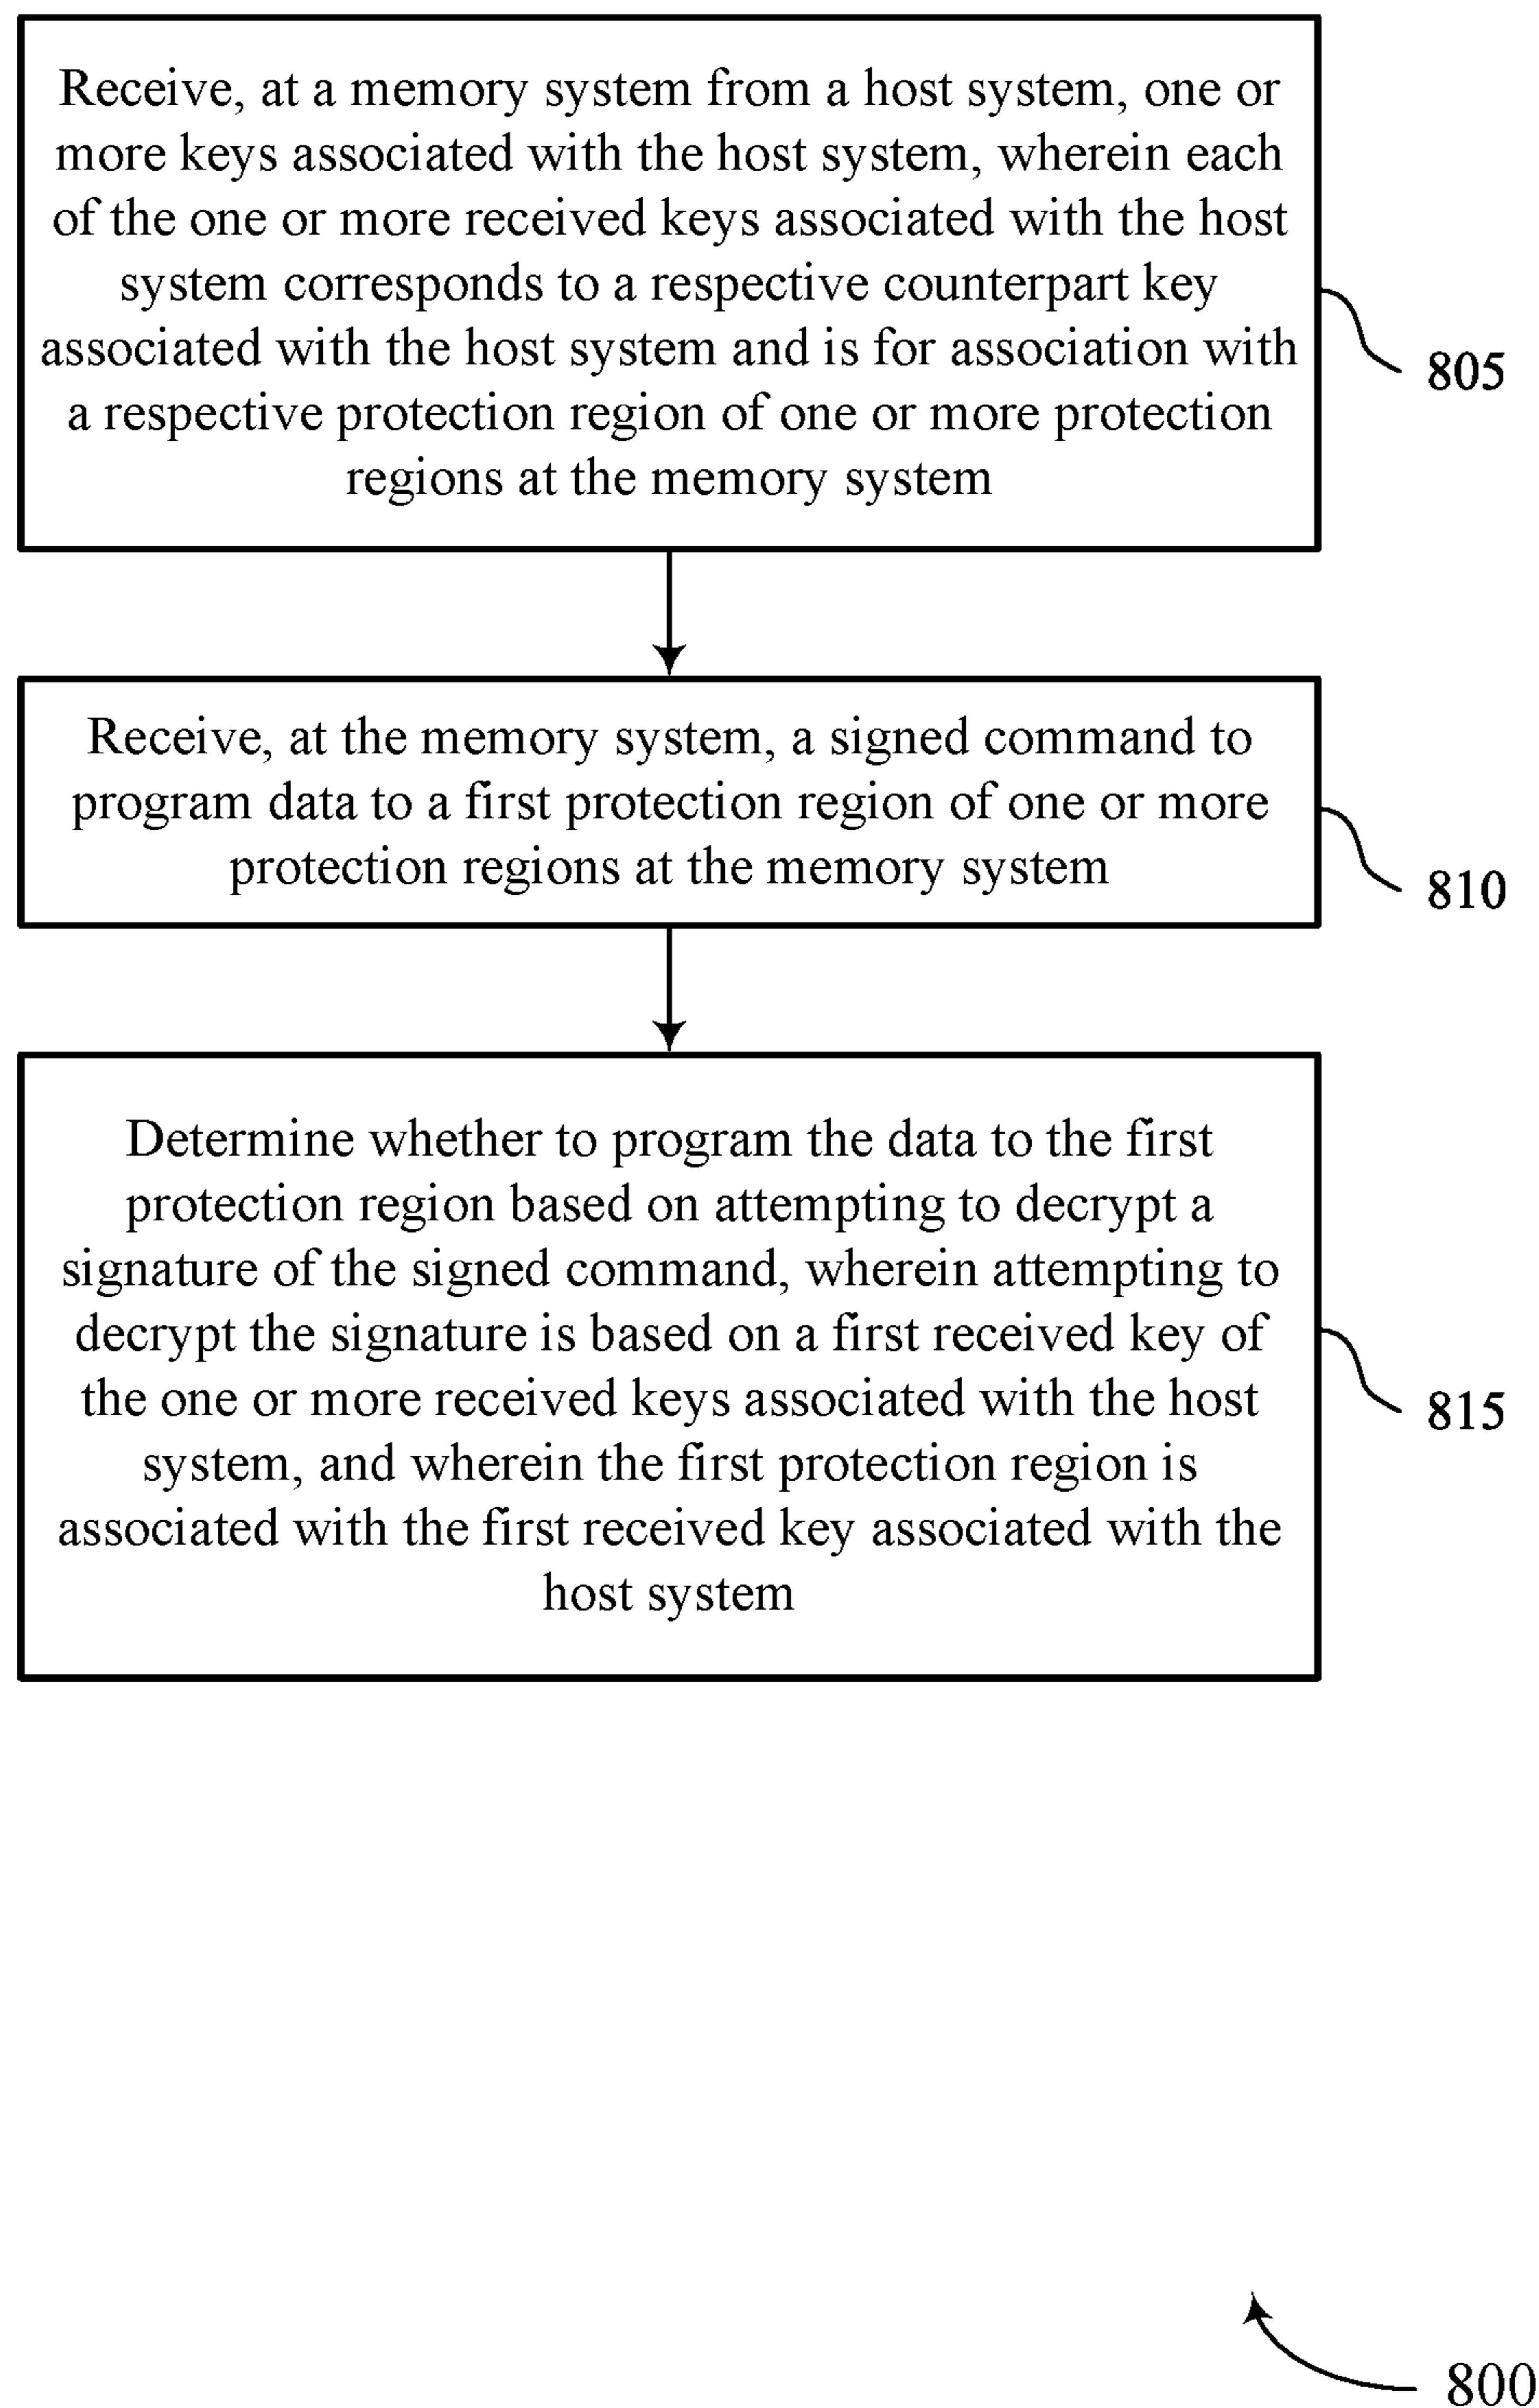 Receive, at a memory system from a host system, one or
more keys associated with the host system, wherein each
of the one or more received keys associated with the host
system corresponds to a respective counterpart key
associated with the host system and is for association with
a respective protection region of one or more protection
regions at the memory system
805
Receive, at the memory system, a signed command to
program data to a first protection region of one or more
protection regions at the memory system
810
Determine whether to program the data to the first
protection region based on attempting to decrypt a
signature of the signed command, wherein attempting to
decrypt the signature is based on a first received key of
the one or more received keys associated with the host
system, and wherein the first protection region is
associated with the first received key associated with the
host system
815
800